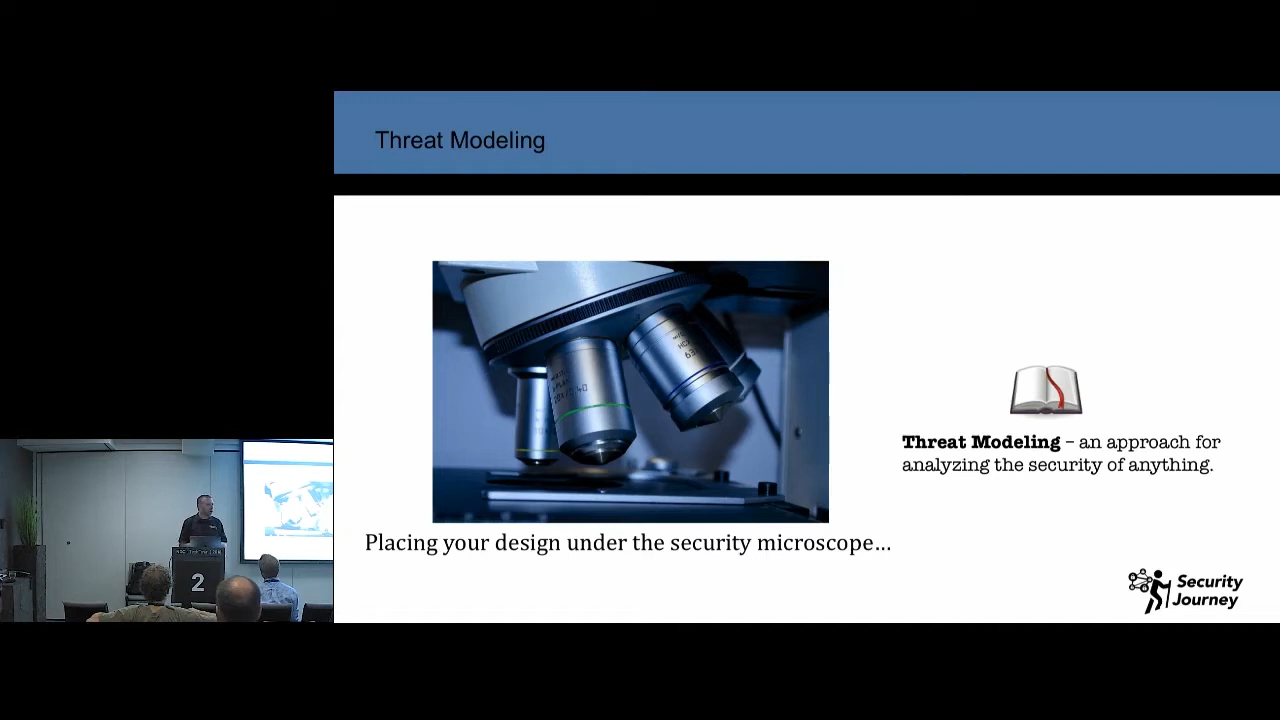 Threat Modeling
Threat Modeling – an approach for
analyzing the security of anything.
Placing your design under the security microscope...
Security
Journey
2